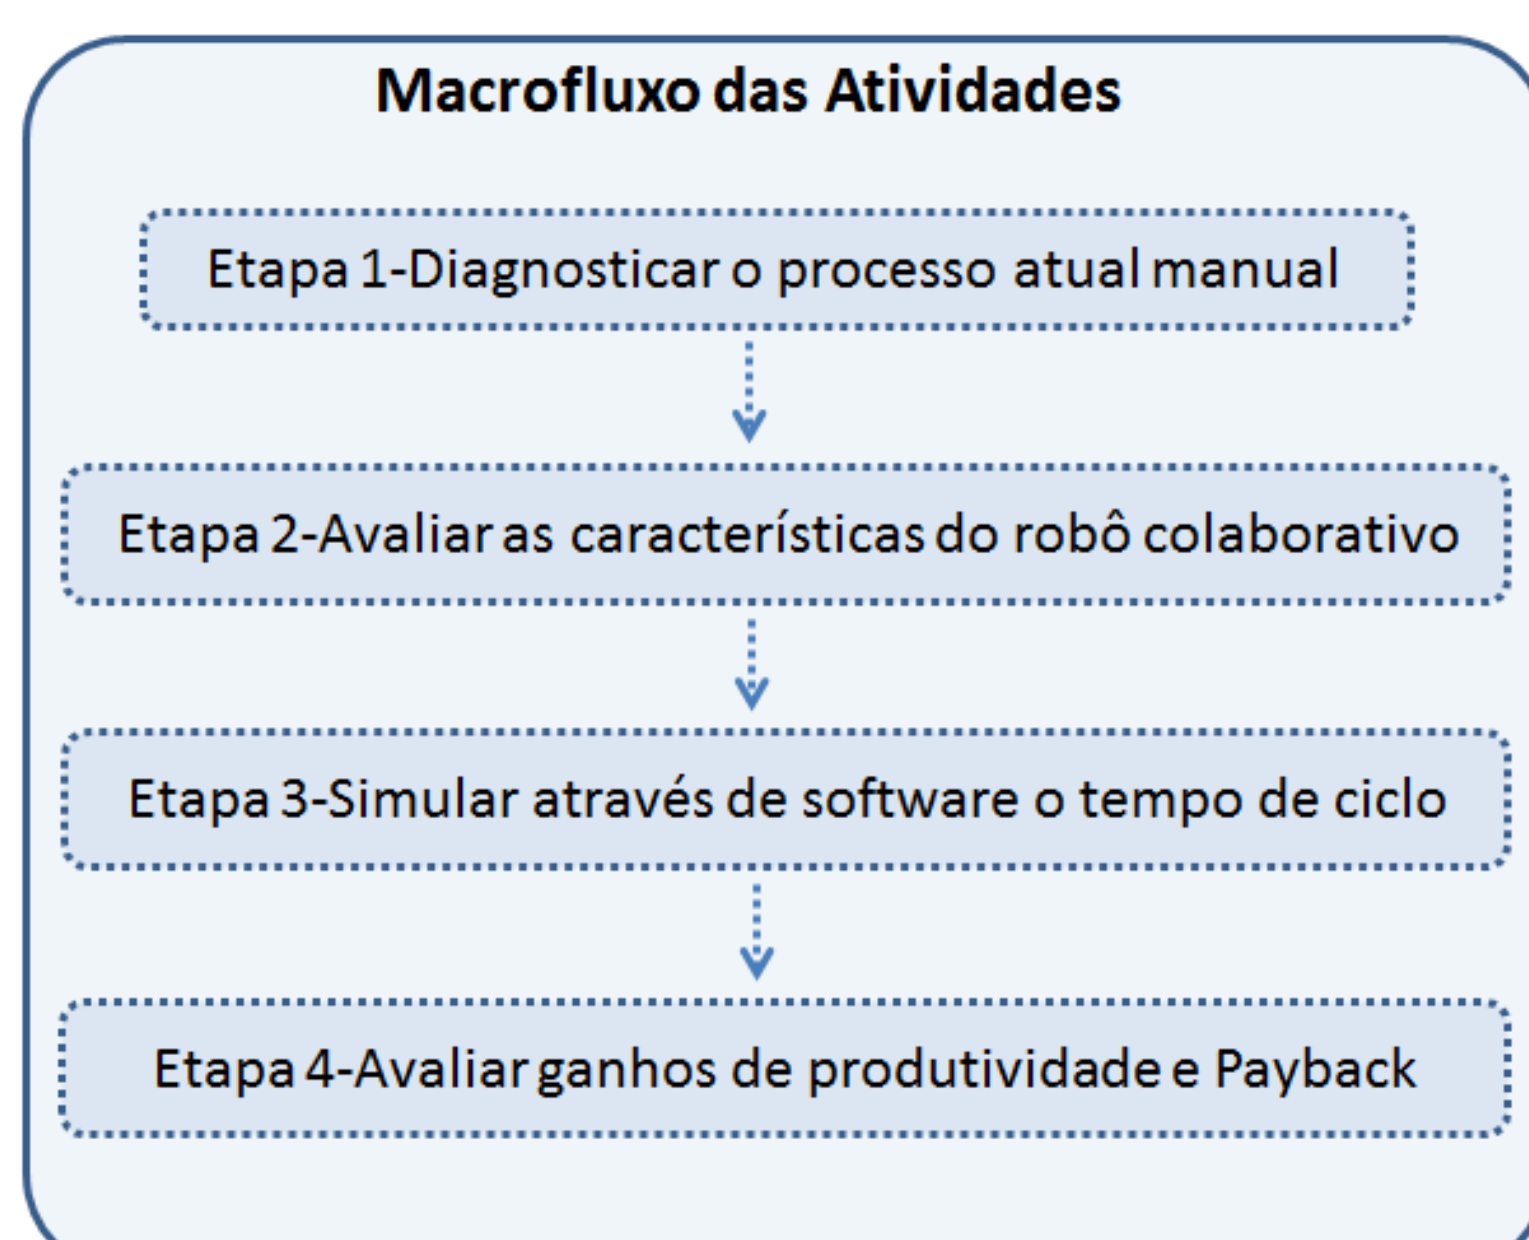 Macrofluxo das Atividades
Etapa 1-Diagnosticar o processo atual manual
Etapa 2-Avaliar as características do robô colaborativo
Etapa 3-Simular através de software o tempo de ciclo
Etapa 4-Avaliar ganhos de produtividade e Payback